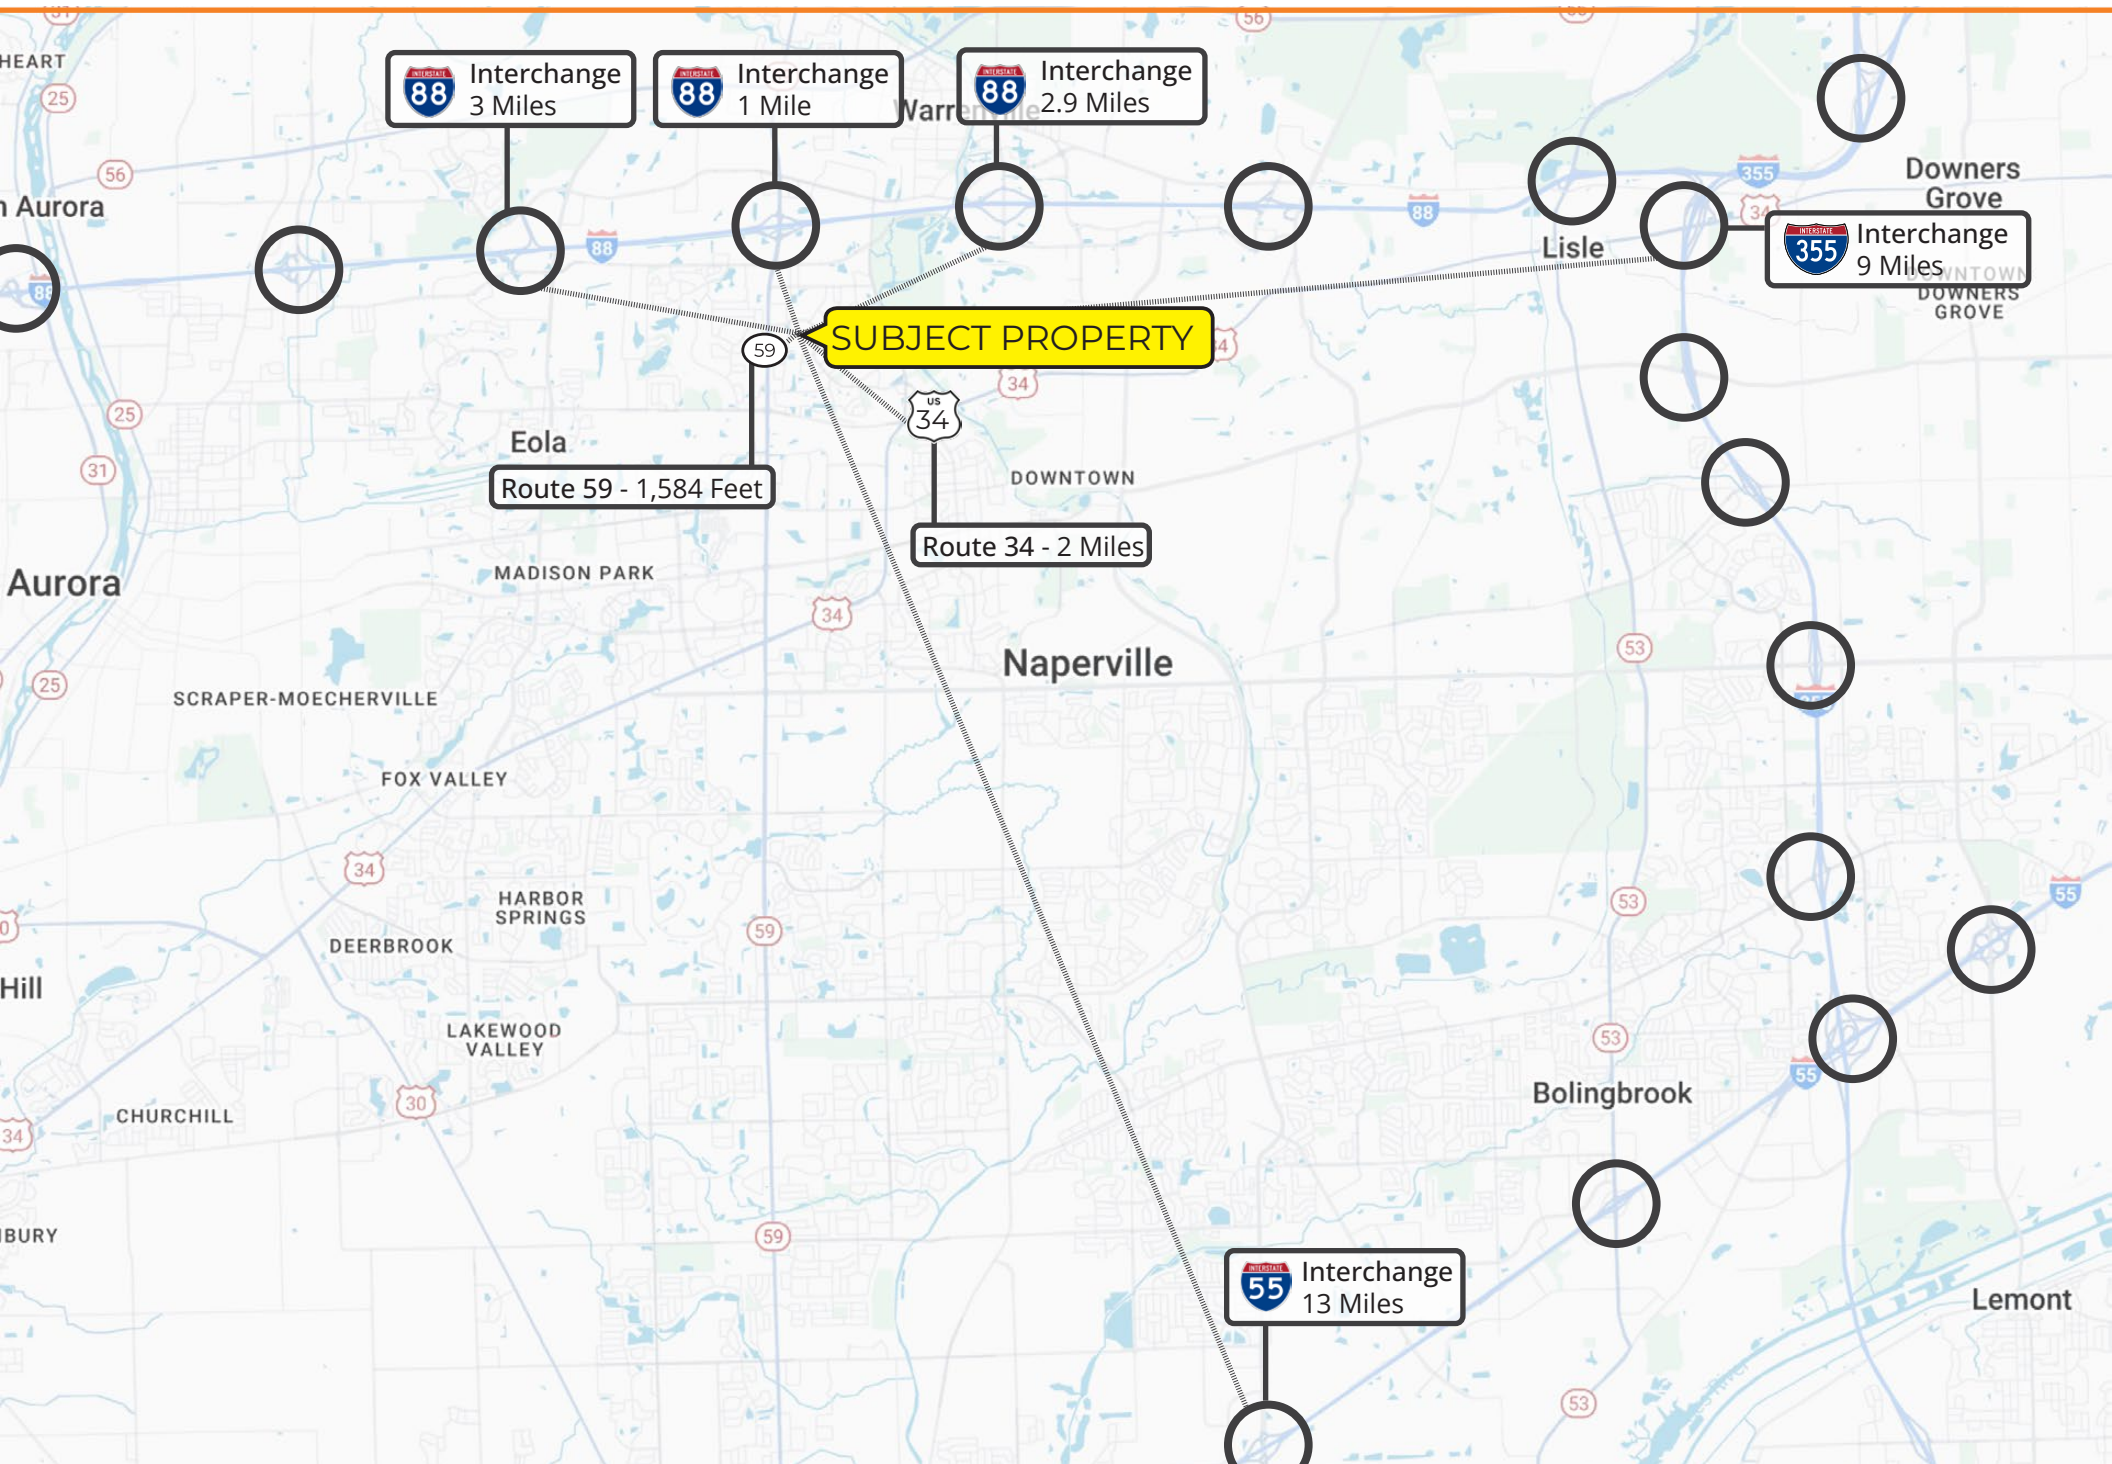 31
56
HEART
25
INTERSTATE
88
Interchange
3 Miles
INTERSTATE
88
Interchange
1 Mile
INTERSTATE
88
Interchange
2.9 Miles
56
355
Downers
Grove
Aurora
88
88
34
Lisle
INTERSTATE
355
Interchange
9 Miles
88
DOWNTOWN
DOWNERS
GROVE
SUBJECT PROPERTY
59
34
US
34
25
Eola
31
Route 59 - 1,584 Feet
DOWNTOWN
Route 34 - 2 Miles
MADISON PARK
Aurora
34
53
Naperville
25
SCRAPER-MOECHERVILLE
FOX VALLEY
34
55
HARBOR
SPRINGS
53
59
DEERBROOK
Hill
LAKEWOOD
VALLEY
53
55
Bolingbrook
30
CHURCHILL
34
59
INTERSTATE
55
Interchange
13 Miles
Lemont
53